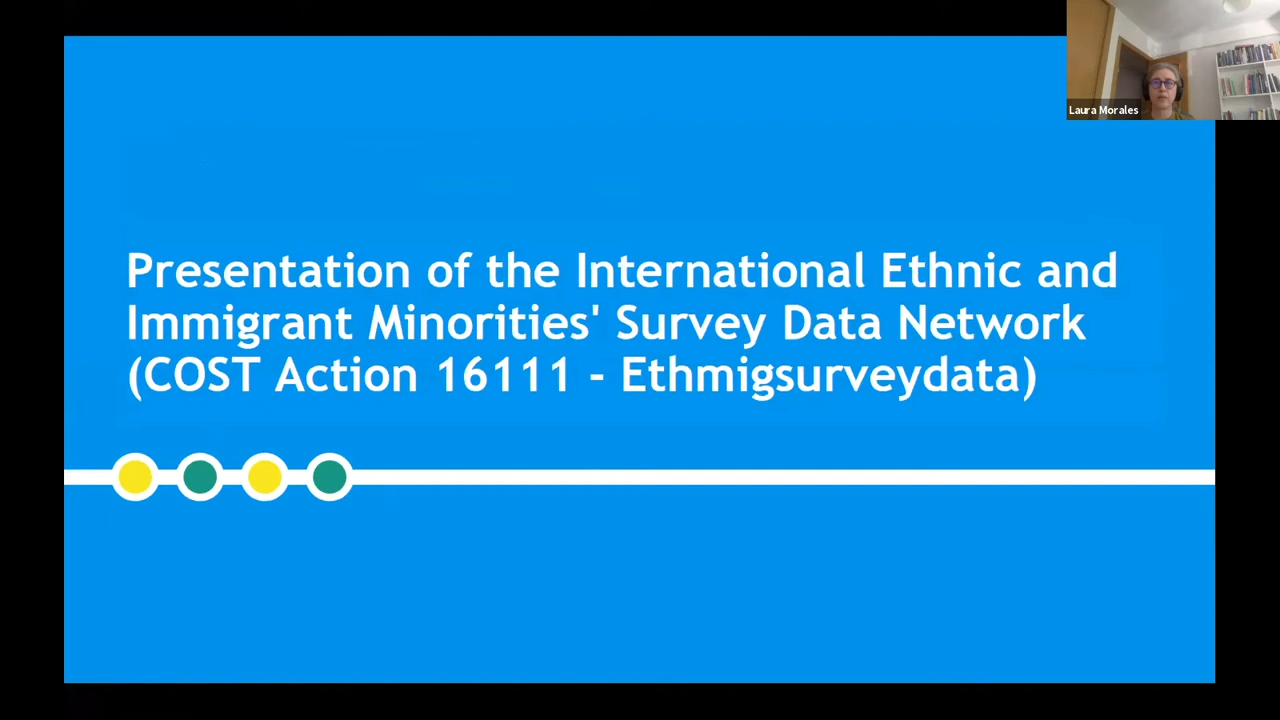 Laura Morales
Presentation of the International Ethnic and
Immigrant Minorities' Survey Data Network
(COST Action 16111 - Ethmigsurveydata)